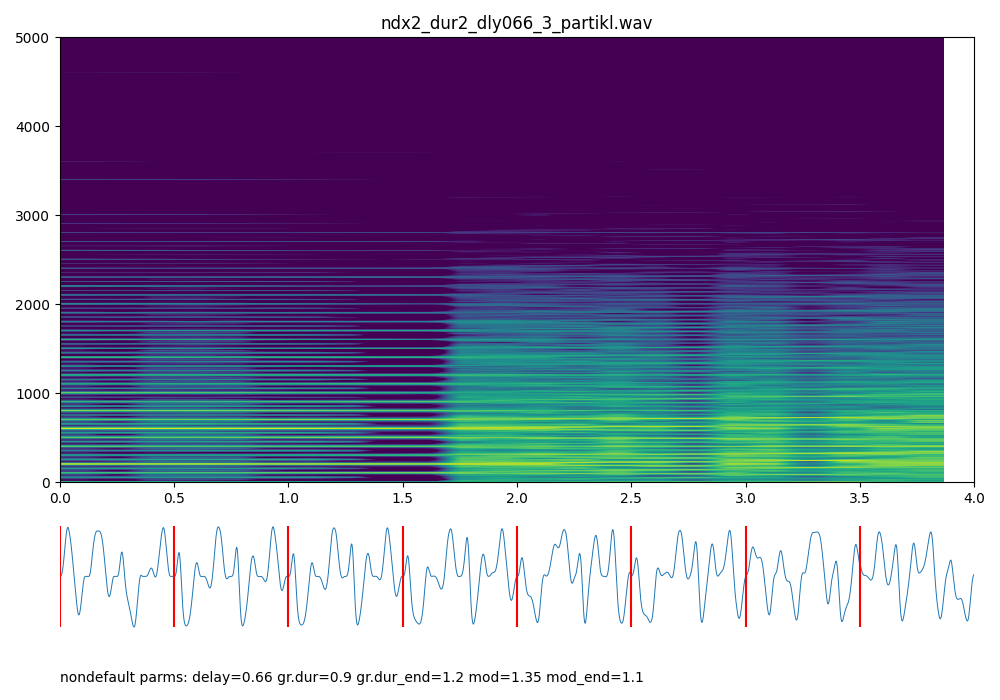 ndx2_dur2_dly066_3_partikl.wav
5000
4000
3000
2000
1000
0
0.0 0.5 1.0 1.5 2.0 2.5 3.0 3.5 4.0
nondefault parms: delay=0.66 gr.dur=0.9 gr.dur_end=1.2 mod=1.35 mod_end=1.1